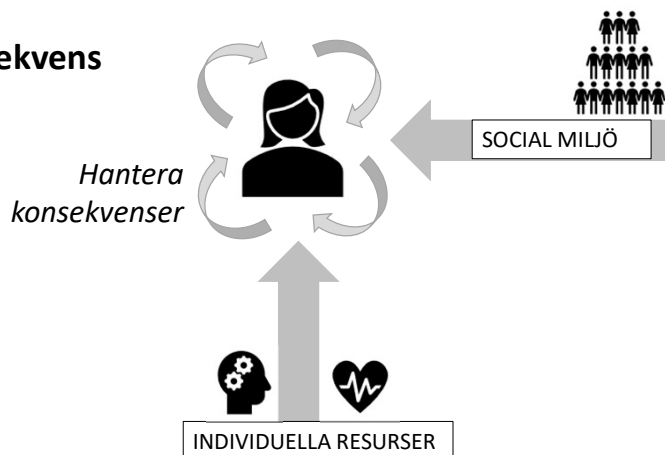 ekvens
SOCIAL MILJÖ
Hantera
konsekvenser
INDIVIDUELLA RESURSER